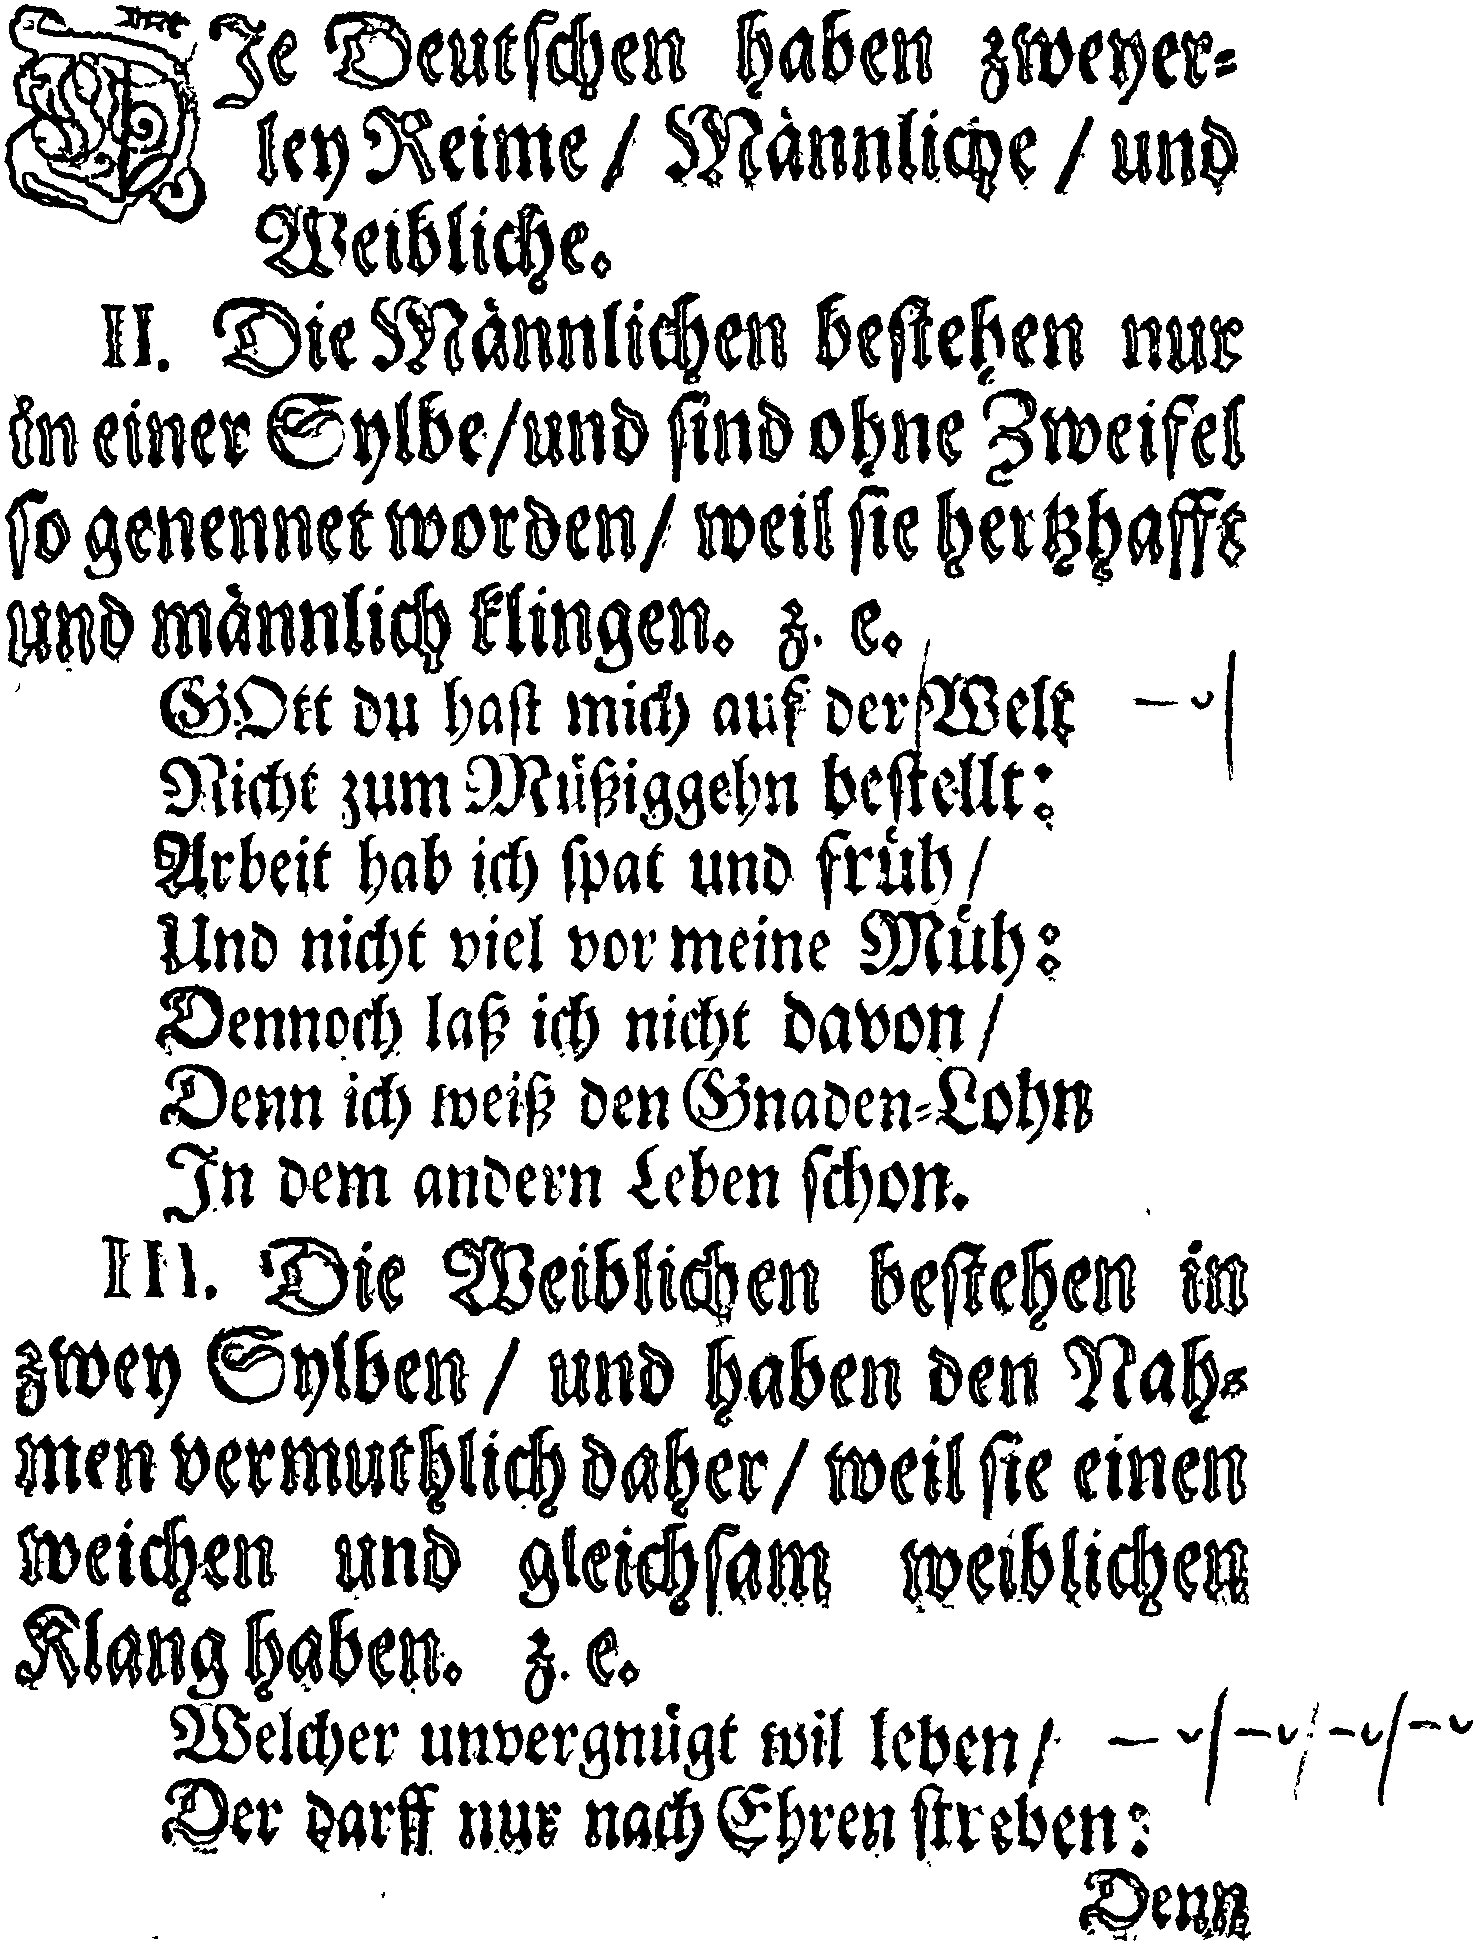 DJe Deutschen haben zweyer-
ley Reime / Männliche / und
Weibliche.
II. Die Männlichen bestehen nur
in einer Sylbe / und sind ohne Zweifel
so genennet worden / weil sie hertzhafft
und männlich klingen. z. e.
GOtt du hast mich auf der Welt
Nicht zum Müßiggehn bestellt:
Arbeit hab ich spat und früh /
Und nicht viel vor meine Müh:
Dennoch laß ich nicht davon /
Denn ich weiß den Gnaden-Lohn
In dem andern Leben schon.
III. Die Weiblichen bestehen in
zwey Sylben / und haben den Nah-
men vermuthlich daher / weil sie einen
weichen und gleichsam weiblichen
Klang haben. z. e.
Welcher unvergnügt wil leben /
Der darff nur nach Ehren streben:
Denn